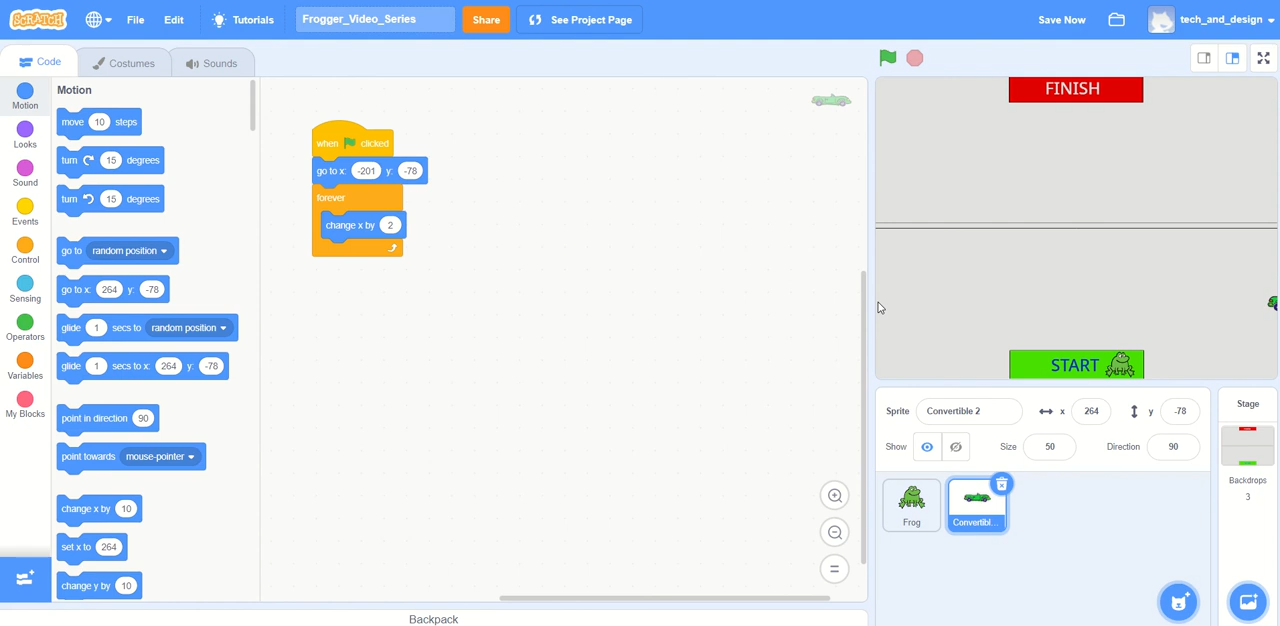 SCRATCH File Edit Tutorials Frogger_Video_Series Share See Project Page Save Now tech_and_design
Code Costumes Sounds
Motion
Looks
Sound
Events
Control
Sensing
Operators
Variables
My Blocks
Motion
move 10 steps
turn 15 degrees
turn 15 degrees
go to random position
go to x: 264 y: -78
glide 1 secs to random position
glide 1 secs to x: 264 y: -78
point in direction 90
point towards mouse-pointer
change x by 10
set x to 264
change y by 10
when clicked
go to x: -201 y: -78
forever
change x by 2
Backpack
FINISH
START
Sprite Convertible 2 x 264 y -78
Show Size 50 Direction 90
Frog
Convertibl...
Stage
Backdrops
3